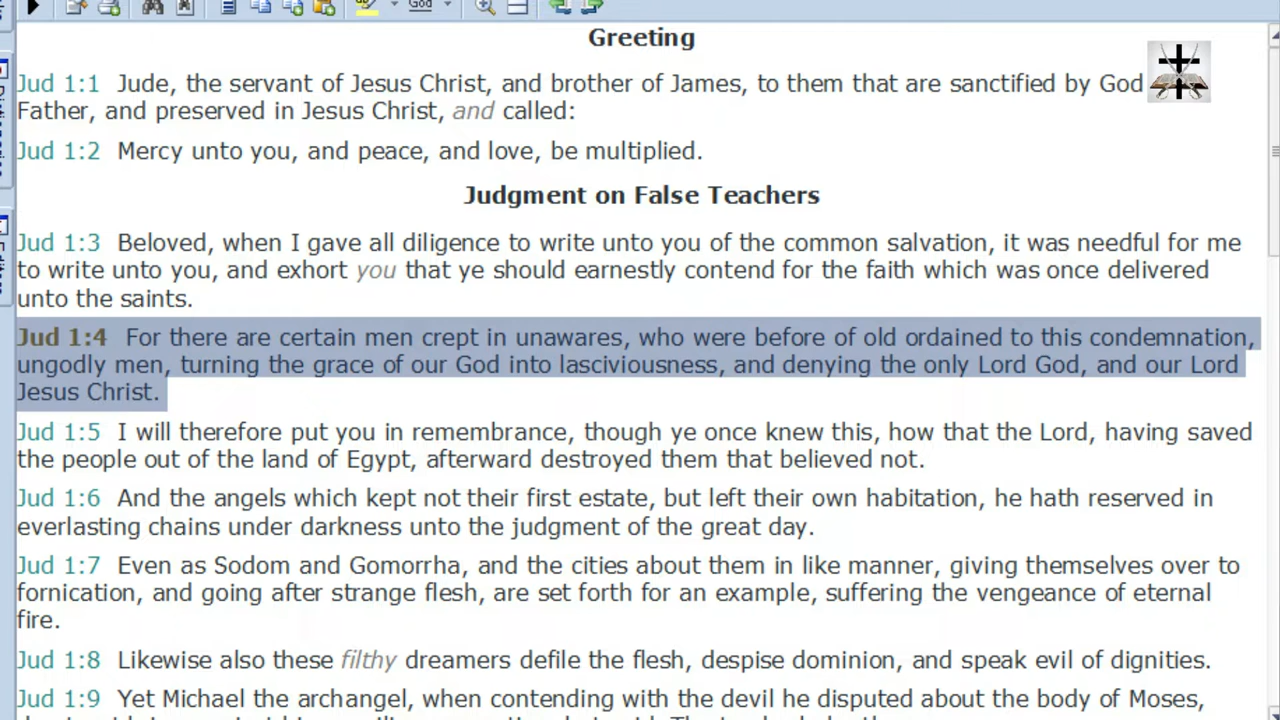 God
Greeting
Jud 1:1 Jude, the servant of Jesus Christ, and brother of James, to them that are sanctified by God
Father, and preserved in Jesus Christ, and called:
Jud 1:2 Mercy unto you, and peace, and love, be multiplied.
Judgment on False Teachers
Jud 1:3 Beloved, when I gave all diligence to write unto you of the common salvation, it was needful for me
to write unto you, and exhort you that ye should earnestly contend for the faith which was once delivered
unto the saints.
Jud 1:4 For there are certain men crept in unawares, who were before of old ordained to this condemnation,
ungodly men, turning the grace of our God into lasciviousness, and denying the only Lord God, and our Lord
Jesus Christ.
Jud 1:5 I will therefore put you in remembrance, though ye once knew this, how that the Lord, having saved
the people out of the land of Egypt, afterward destroyed them that believed not.
Jud 1:6 And the angels which kept not their first estate, but left their own habitation, he hath reserved in
everlasting chains under darkness unto the judgment of the great day.
Jud 1:7 Even as Sodom and Gomorrha, and the cities about them in like manner, giving themselves over to
fornication, and going after strange flesh, are set forth for an example, suffering the vengeance of eternal
fire.
Jud 1:8 Likewise also these filthy dreamers defile the flesh, despise dominion, and speak evil of dignities.
Jud 1:9 Yet Michael the archangel, when contending with the devil he disputed about the body of Moses,